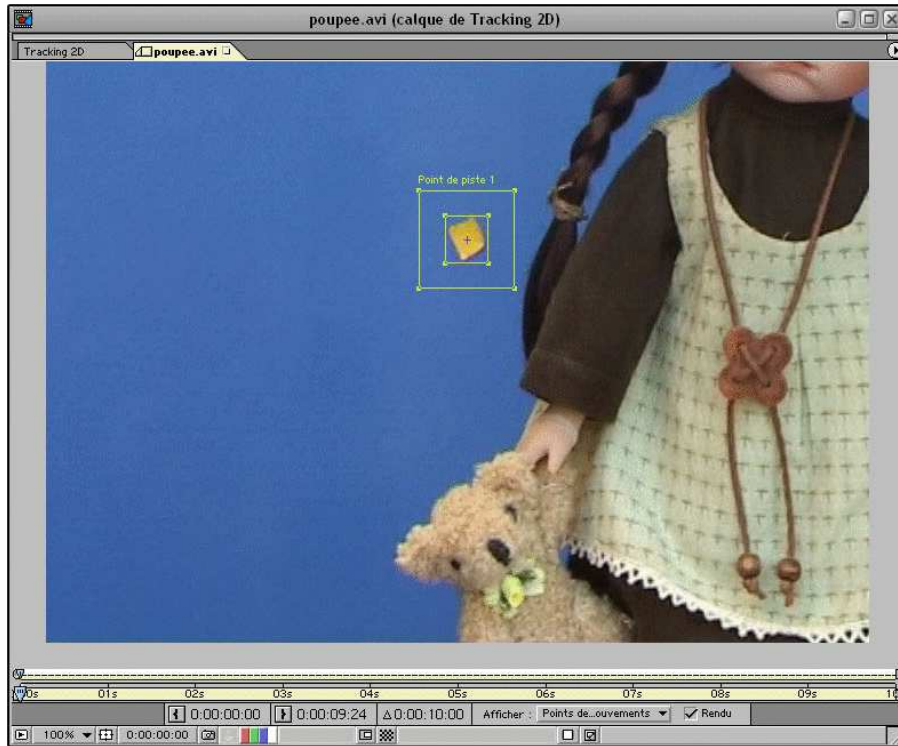 poupee.avi (calque de Tracking 2D)
Tracking 2D poupee.avi
Point de piste 1
0s 01s 02s 03s 04s 05s 06s 07s 08s 09s 10
0:00:00:00 0:00:09:24 Δ0:00:10:00 Afficher : Points de...ouvements Rendu
100% 0:00:00:00